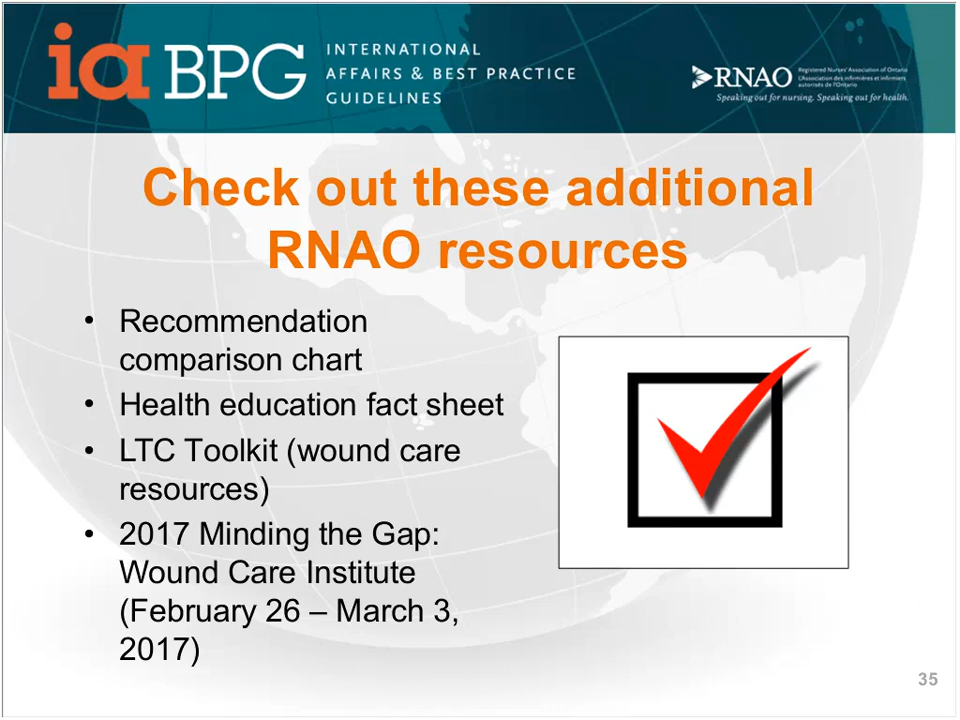 ia BPG INTERNATIONAL
AFFAIRS & BEST PRACTICE
GUIDELINES
RNAO Registered Nurses' Association of Ontario
L'Association des infirmières et infirmiers
autorisés de l'Ontario
Speaking out for nursing. Speaking out for health.
Check out these additional
RNAO resources
• Recommendation
comparison chart
• Health education fact sheet
• LTC Toolkit (wound care
resources)
• 2017 Minding the Gap:
Wound Care Institute
(February 26 – March 3,
2017)
35